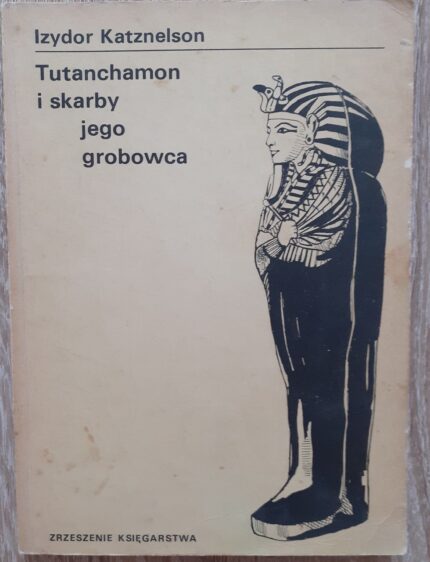 Izydor Katznelson
Tutanchamon
i skarby
jego
grobowca
ZRZESZENIE KSIĘGARSTWA